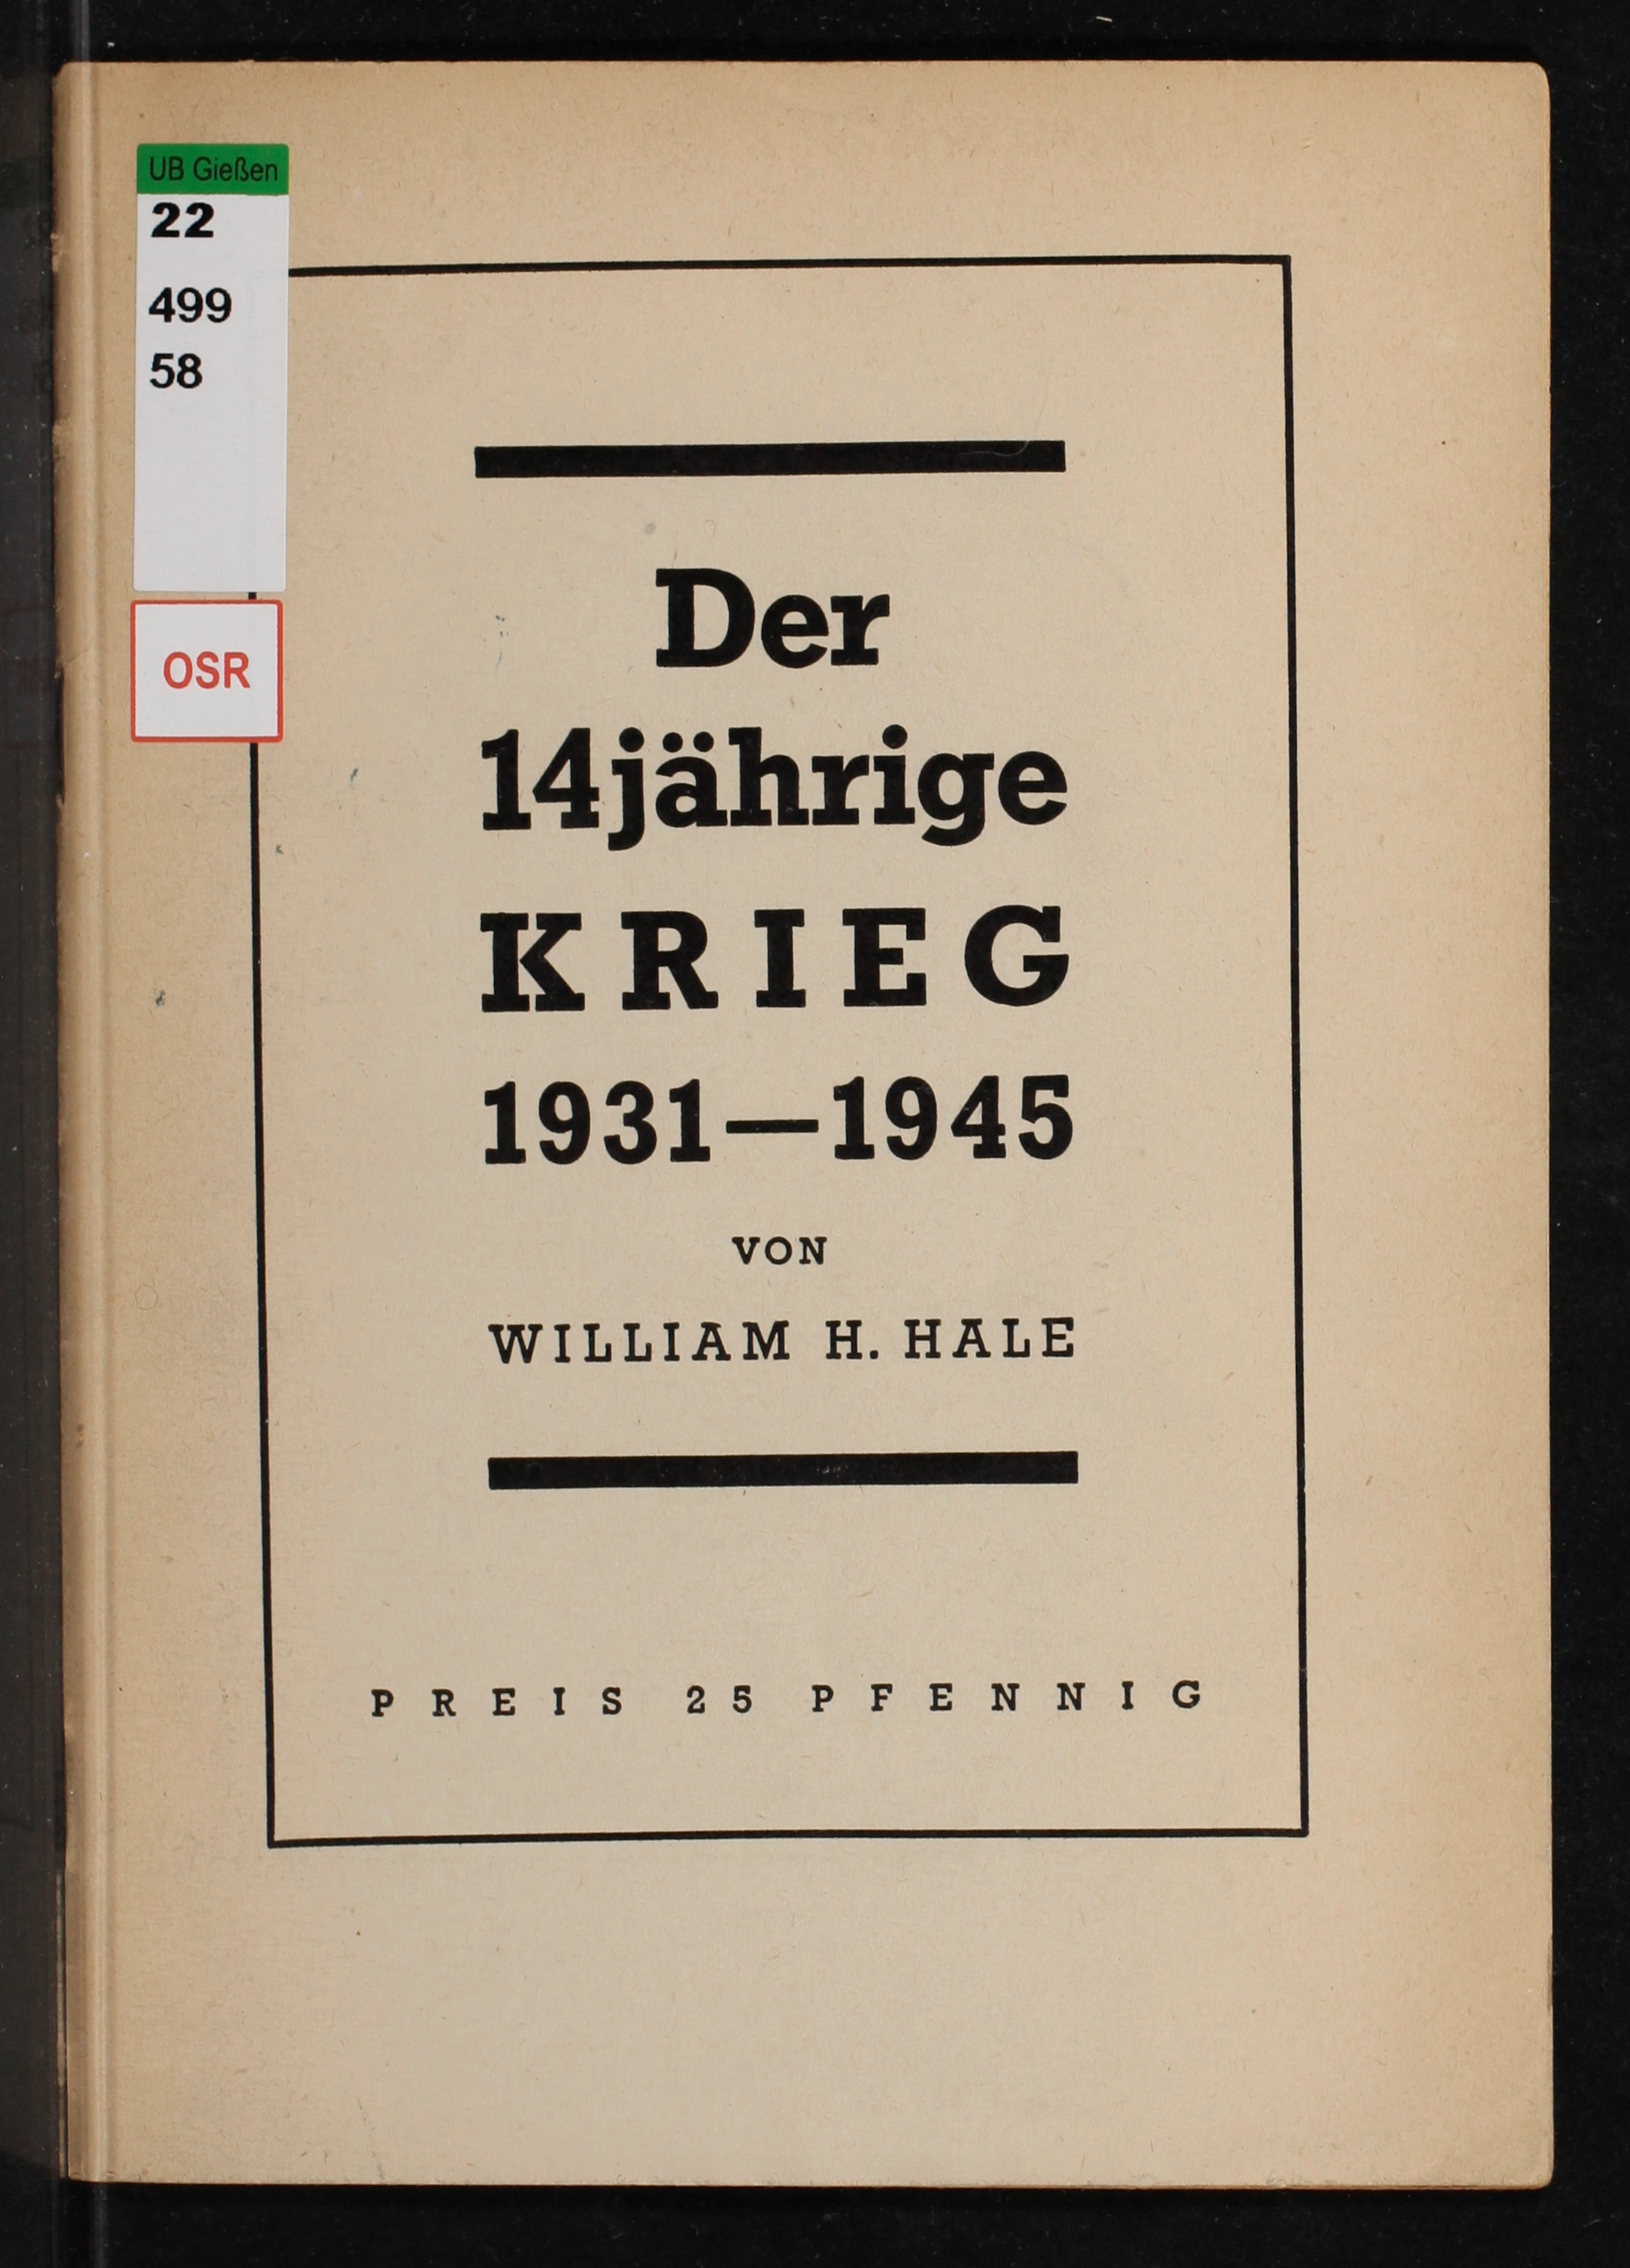 UB Gießen
22
499
58
OSR
Der
14jährige
KRIEG
1931—1945
VON
WILLIAM H. HALE
PREIS 25 PFENNIG